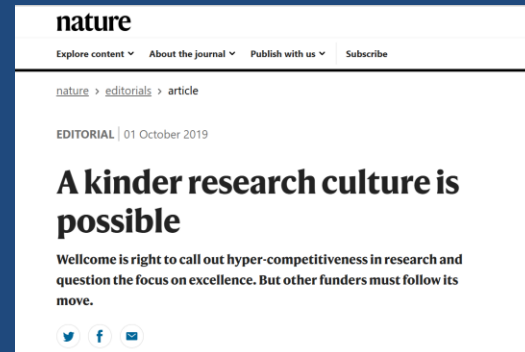 nature
Explore content About the journal Publish with us Subscribe
nature > editorials > article
EDITORIAL | 01 October 2019
A kinder research culture is
possible
Wellcome is right to call out hyper-competitiveness in research and
question the focus on excellence. But other funders must follow its
move.